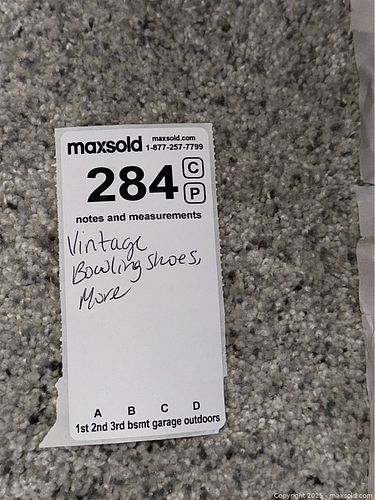 maxsold maxsold.com
1-877-257-7799
284 C
P
notes and measurements
Vintage
Bowling shoes,
More
A B C D
1st 2nd 3rd bsmt garage outdoors
Copyright 2025 - maxsold.com